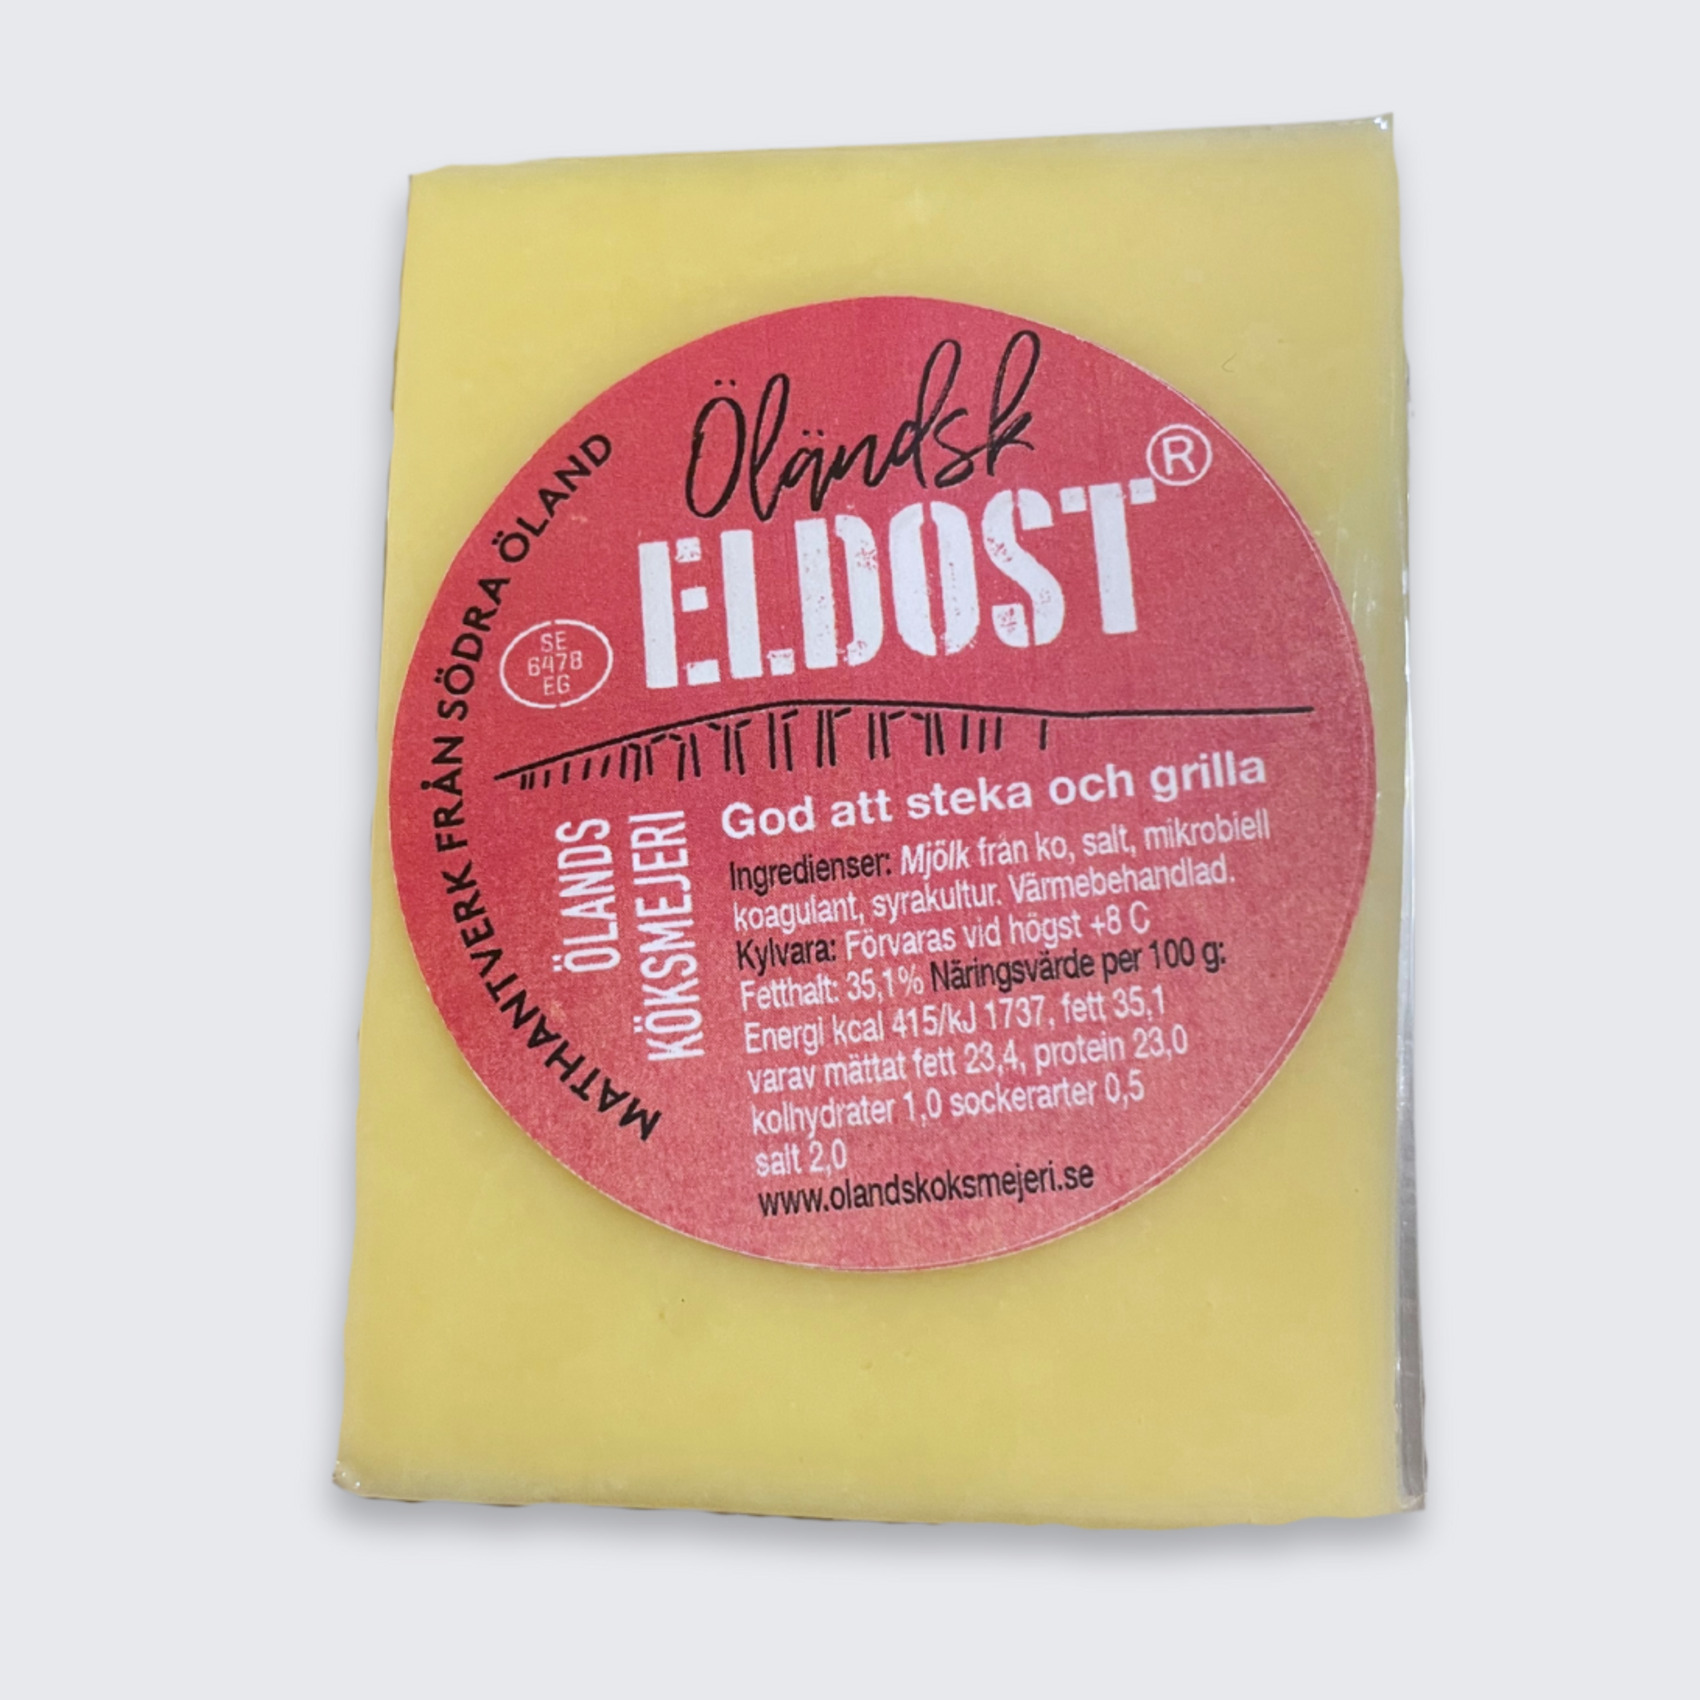 Öländsk
ELDOST®
MATHANTVERK FRÅN SÖDRA ÖLAND
SE
6478
EG
ÖLANDS
KÖKSMEJERI
God att steka och grilla
Ingredienser: Mjölk från ko, salt, mikrobiell
koagulant, syrakultur. Värmebehandlad.
Kylvara: Förvaras vid högst +8 C
Fetthalt: 35,1% Näringsvärde per 100 g:
Energi kcal 415/kJ 1737, fett 35,1
varav mättat fett 23,4, protein 23,0
kolhydrater 1,0 sockerarter 0,5
salt 2,0
www.olandskoksmejeri.se